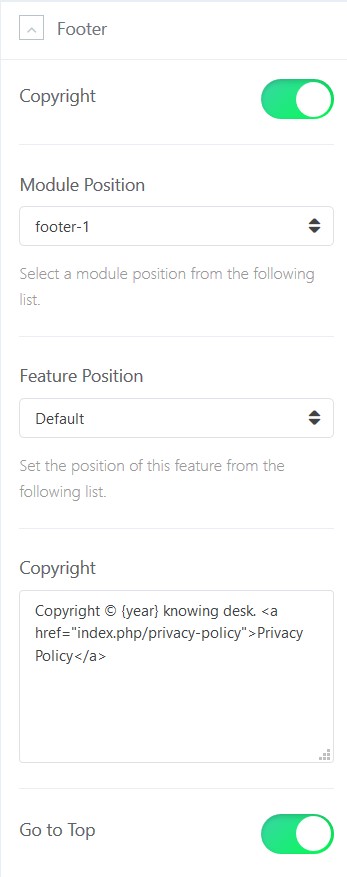 Footer
Copyright
Module Position
footer-1
Select a module position from the following
list.
Feature Position
Default
Set the position of this feature from the
following list.
Copyright
Copyright © {year} knowing desk. <a
href="index.php/privacy-policy">Privacy
Policy</a>
Go to Top